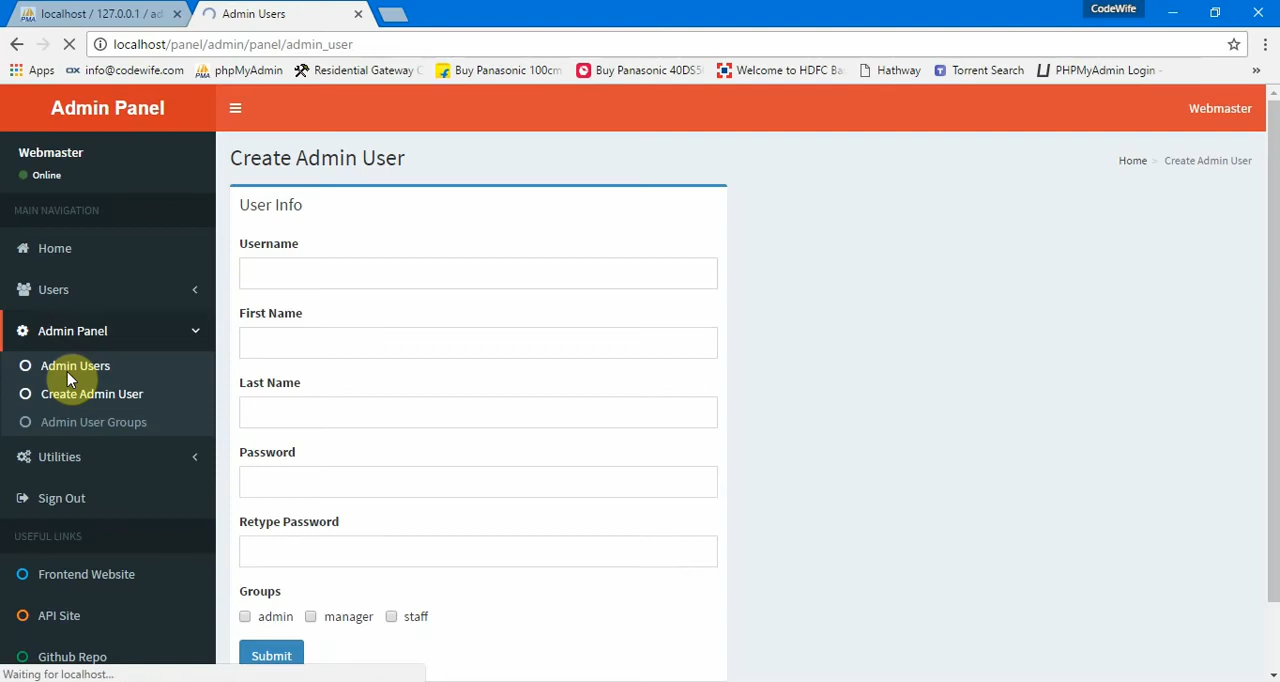 CodeWife
localhost / 127.0.0.1 / ad
Admin Users
localhost/panel/admin/panel/admin_user
Apps info@codewife.com phpMyAdmin Residential Gateway Buy Panasonic 100cm Buy Panasonic 40DS5 Welcome to HDFC Ba Hathway Torrent Search PHPMyAdmin Login - »
Admin Panel
Webmaster
Webmaster
Online
Create Admin User
Home > Create Admin User
MAIN NAVIGATION
Home
Users
Admin Panel
Admin Users
Create Admin User
Admin User Groups
Utilities
Sign Out
USEFUL LINKS
Frontend Website
API Site
Github Repo
User Info
Username
First Name
Last Name
Password
Retype Password
Groups
admin manager staff
Submit
Waiting for localhost...